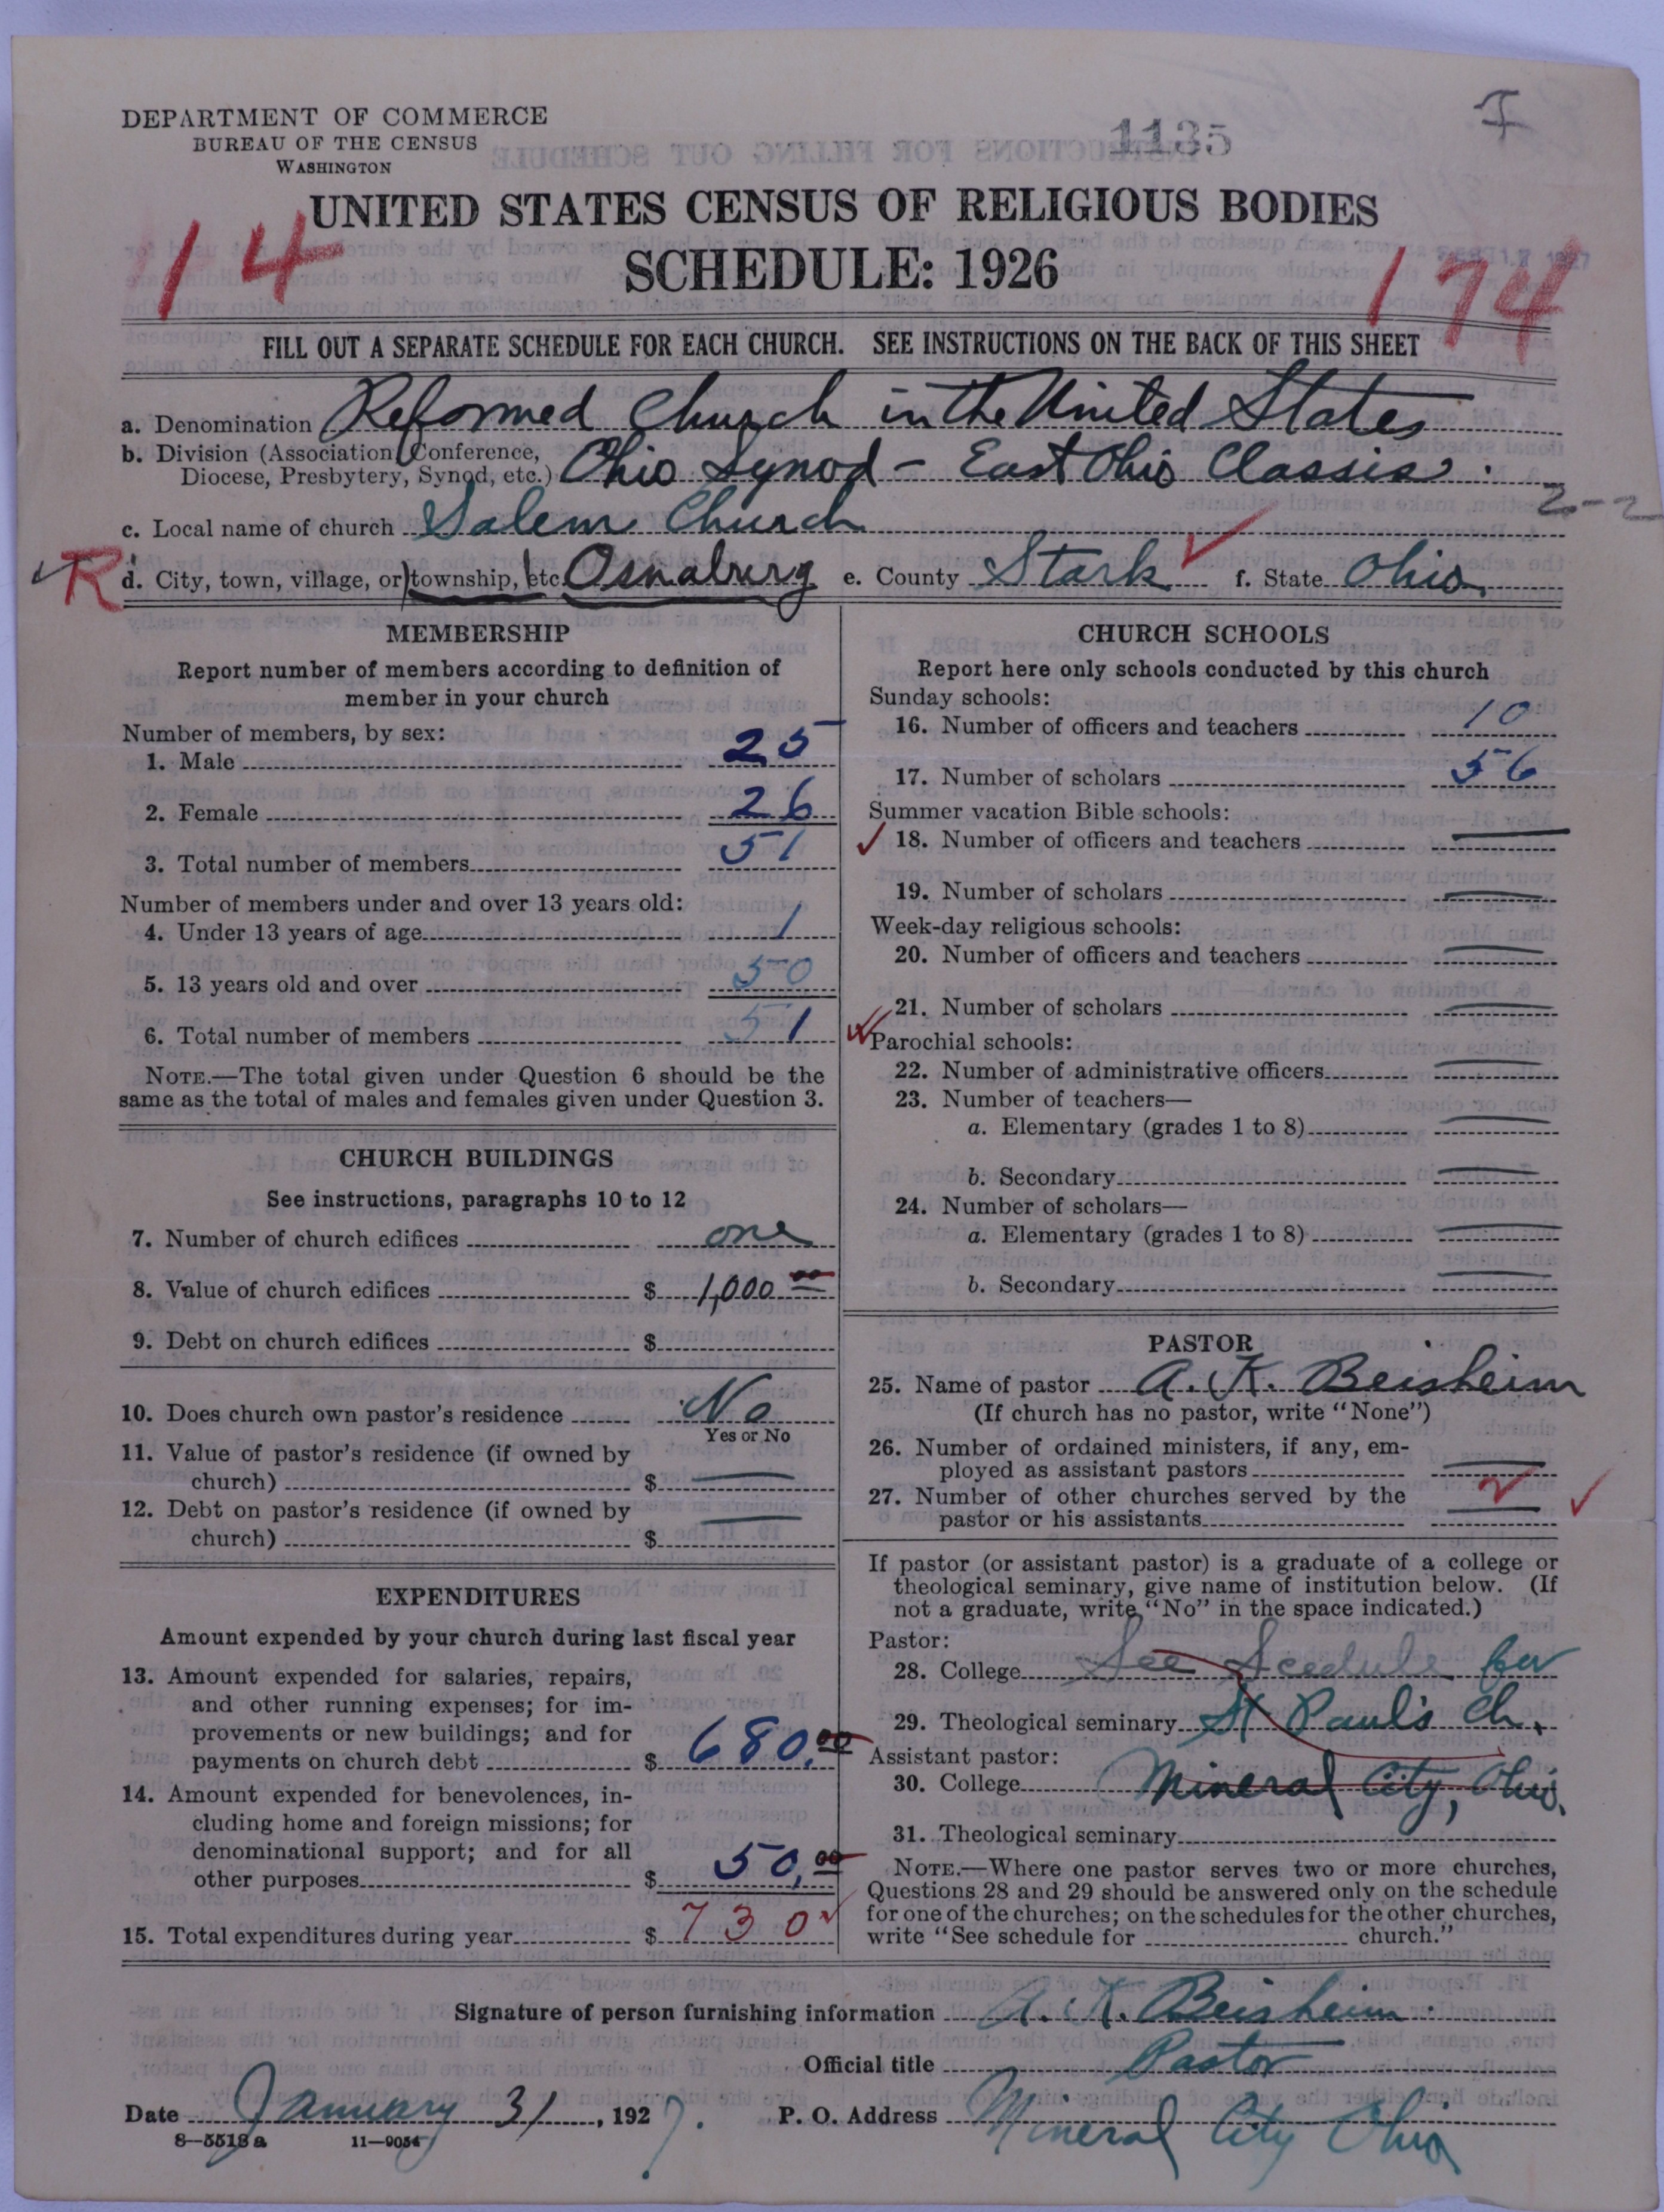 DEPARTMENT OF COMMERCE
BUREAU OF THE CENSUS
WASHINGTON
1135
UNITED STATES CENSUS OF RELIGIOUS BODIES
SCHEDULE: 1926
14
174
FILL OUT A SEPARATE SCHEDULE FOR EACH CHURCH. SEE INSTRUCTIONS ON THE BACK OF THIS SHEET
a. Denomination Reformed Church in the United States
b. Division (Association, Conference,
Diocese, Presbytery, Synod, etc.) Ohio Synod - East Ohio Classis.
2-2
c. Local name of church Salem Church
R d. City, town, village, or township, etc. Osnaburg e. County Stark f. State Ohio
MEMBERSHIP
Report number of members according to definition of
member in your church
Number of members, by sex:
1. Male 25
2. Female 26
3. Total number of members 51
Number of members under and over 13 years old:
4. Under 13 years of age 1
5. 13 years old and over 50
6. Total number of members 51
NOTE.—The total given under Question 6 should be the
same as the total of males and females given under Question 3.
CHURCH BUILDINGS
See instructions, paragraphs 10 to 12
7. Number of church edifices one
8. Value of church edifices $ 1,000 00
9. Debt on church edifices $
10. Does church own pastor's residence No
Yes or No
11. Value of pastor's residence (if owned by
church) $
12. Debt on pastor's residence (if owned by
church) $
EXPENDITURES
Amount expended by your church during last fiscal year
13. Amount expended for salaries, repairs,
and other running expenses; for im-
provements or new buildings; and for
payments on church debt $ 680.00
14. Amount expended for benevolences, in-
cluding home and foreign missions; for
denominational support; and for all
other purposes $ 50.00
15. Total expenditures during year $ 730
CHURCH SCHOOLS
Report here only schools conducted by this church
Sunday schools:
16. Number of officers and teachers 10
17. Number of scholars 56
Summer vacation Bible schools:
18. Number of officers and teachers
19. Number of scholars
Week-day religious schools:
20. Number of officers and teachers
21. Number of scholars
Parochial schools:
22. Number of administrative officers
23. Number of teachers—
a. Elementary (grades 1 to 8)
b. Secondary
24. Number of scholars—
a. Elementary (grades 1 to 8)
b. Secondary
PASTOR
25. Name of pastor A. K. Beisheim
(If church has no pastor, write "None")
26. Number of ordained ministers, if any, em-
ployed as assistant pastors
27. Number of other churches served by the
pastor or his assistants
If pastor (or assistant pastor) is a graduate of a college or
theological seminary, give name of institution below. (If
not a graduate, write "No" in the space indicated.)
Pastor:
28. College See Scedule for
29. Theological seminary St Paul's Ch.
Assistant pastor:
30. College Mineral City, Ohio.
31. Theological seminary
NOTE.—Where one pastor serves two or more churches,
Questions 28 and 29 should be answered only on the schedule
for one of the churches; on the schedules for the other churches,
write "See schedule for church."
Signature of person furnishing information A. K. Beisheim
Official title Pastor
Date January 31, 1927. P. O. Address Mineral City Ohio
8—5518a 11—9054